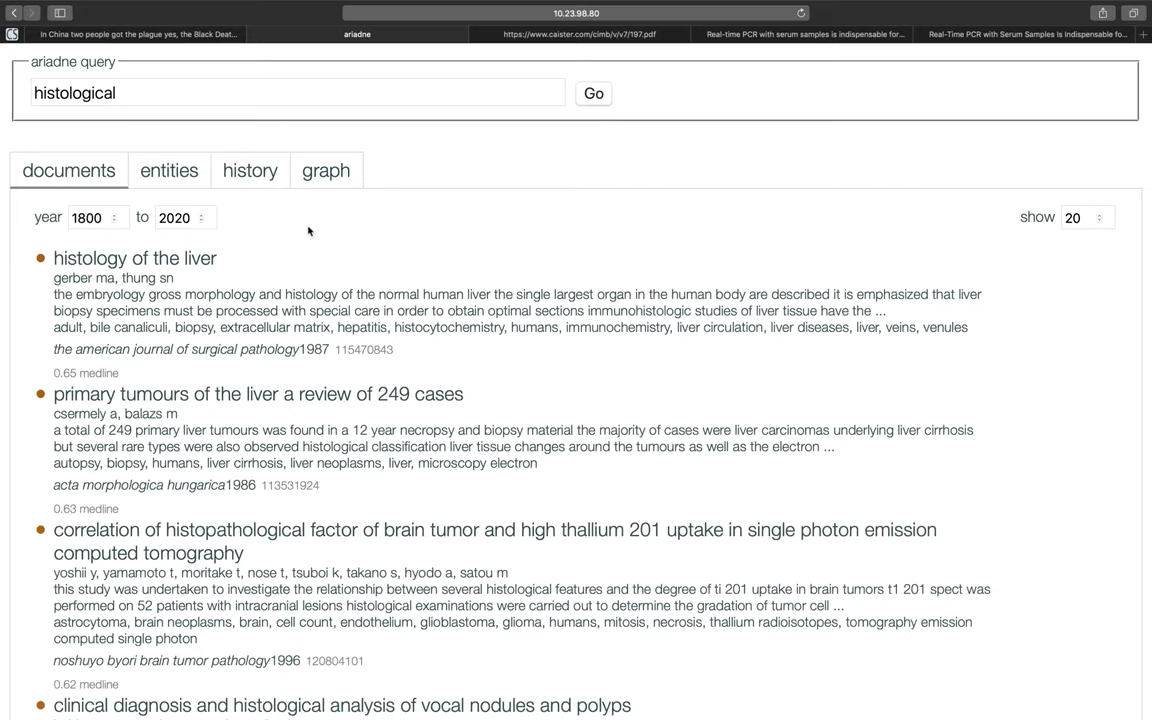 10.23.98.80
In China two people got the plague yes, the Black Deat...
ariadne
https://www.caister.com/cimb/v/v7/197.pdf
Real-time PCR with serum samples is indispensable for...
Real-Time PCR with Serum Samples Is Indispensable fo...
ariadne query
histological
Go
documents
entities
history
graph
year 1800 to 2020
show 20
histology of the liver
gerber ma, thung sn
the embryology gross morphology and histology of the normal human liver the single largest organ in the human body are described it is emphasized that liver
biopsy specimens must be processed with special care in order to obtain optimal sections immunohistologic studies of liver tissue have the ...
adult, bile canaliculi, biopsy, extracellular matrix, hepatitis, histocytochemistry, humans, immunochemistry, liver circulation, liver diseases, liver, veins, venules
the american journal of surgical pathology1987 115470843
0.65 medline
primary tumours of the liver a review of 249 cases
csermely a, balazs m
a total of 249 primary liver tumours was found in a 12 year necropsy and biopsy material the majority of cases were liver carcinomas underlying liver cirrhosis
but several rare types were also observed histological classification liver tissue changes around the tumours as well as the electron ...
autopsy, biopsy, humans, liver cirrhosis, liver neoplasms, liver, microscopy electron
acta morphologica hungarica1986 113531924
0.63 medline
correlation of histopathological factor of brain tumor and high thallium 201 uptake in single photon emission
computed tomography
yoshii y, yamamoto t, moritake t, nose t, tsuboi k, takano s, hyodo a, satou m
this study was undertaken to investigate the relationship between several histological features and the degree of ti 201 uptake in brain tumors t1 201 spect was
performed on 52 patients with intracranial lesions histological examinations were carried out to determine the gradation of tumor cell ...
astrocytoma, brain neoplasms, brain, cell count, endothelium, glioblastoma, glioma, humans, mitosis, necrosis, thallium radioisotopes, tomography emission
computed single photon
noshuyo byori brain tumor pathology1996 120804101
0.62 medline
clinical diagnosis and histological analysis of vocal nodules and polyps